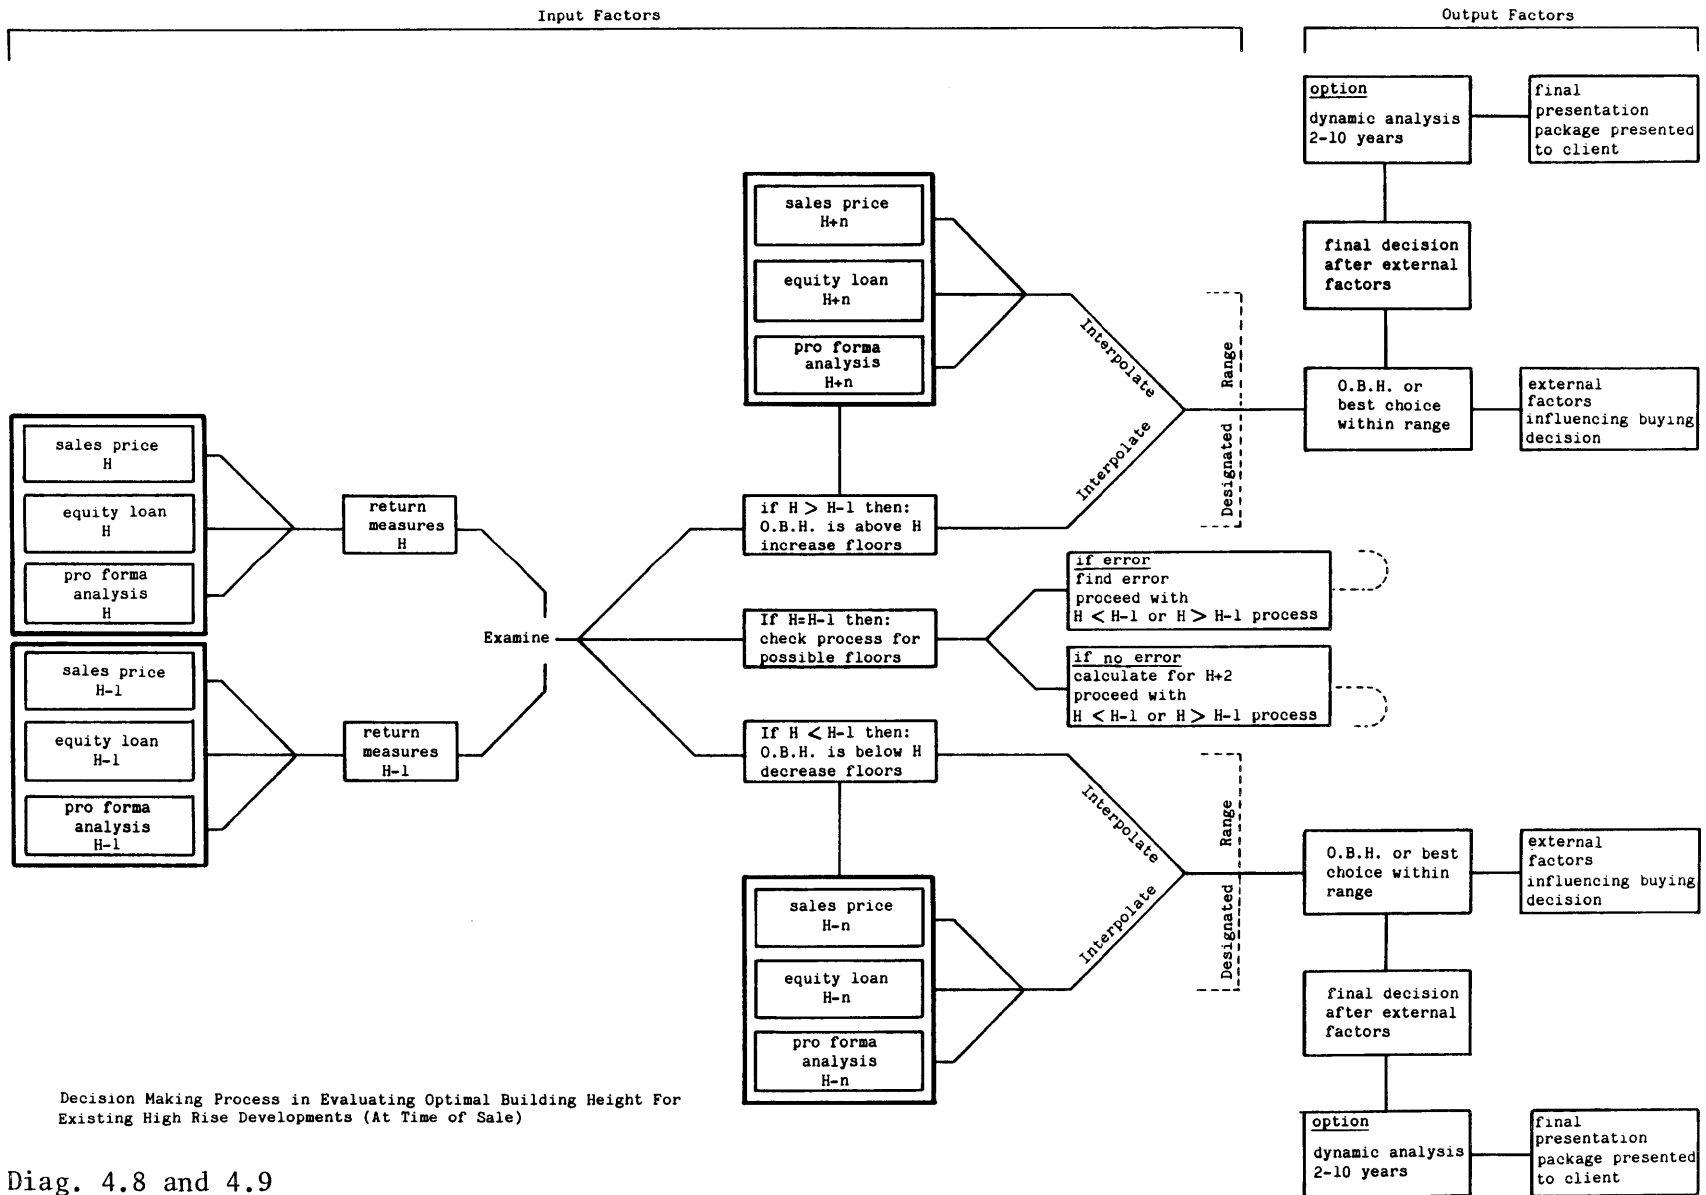 Input Factors
Output Factors
option
dynamic analysis
2-10 years
final
presentation
package presented
to client
final decision
after external
factors
O.B.H. or
best choice
within range
external
factors
influencing buying
decision
sales price
H+n
equity loan
H+n
pro forma
analysis
H+n
Interpolate
Interpolate
Designated Range
sales price
H
equity loan
H
pro forma
analysis
H
return
measures
H
if H > H-1 then:
O.B.H. is above H
increase floors
Examine
If H=H-1 then:
check process for
possible floors
if error
find error
proceed with
H < H-1 or H > H-1 process
if no error
calculate for H+2
proceed with
H < H-1 or H > H-1 process
sales price
H-1
equity loan
H-1
pro forma
analysis
H-1
return
measures
H-1
If H < H-1 then:
O.B.H. is below H
decrease floors
Interpolate
Interpolate
Designated Range
sales price
H-n
equity loan
H-n
pro forma
analysis
H-n
O.B.H. or best
choice within
range
external
factors
influencing buying
decision
final decision
after external
factors
option
dynamic analysis
2-10 years
final
presentation
package presented
to client
Decision Making Process in Evaluating Optimal Building Height For
Existing High Rise Developments (At Time of Sale)
Diag. 4.8 and 4.9